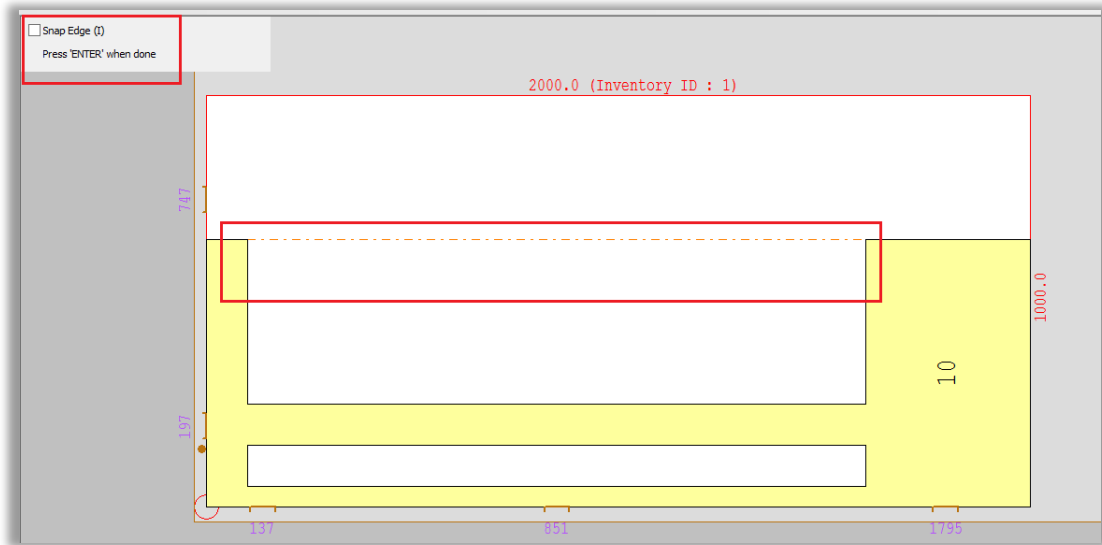 Snap Edge (I)
Press 'ENTER' when done
2000.0 (Inventory ID : 1)
747
1000.0
10
197
137
851
1795